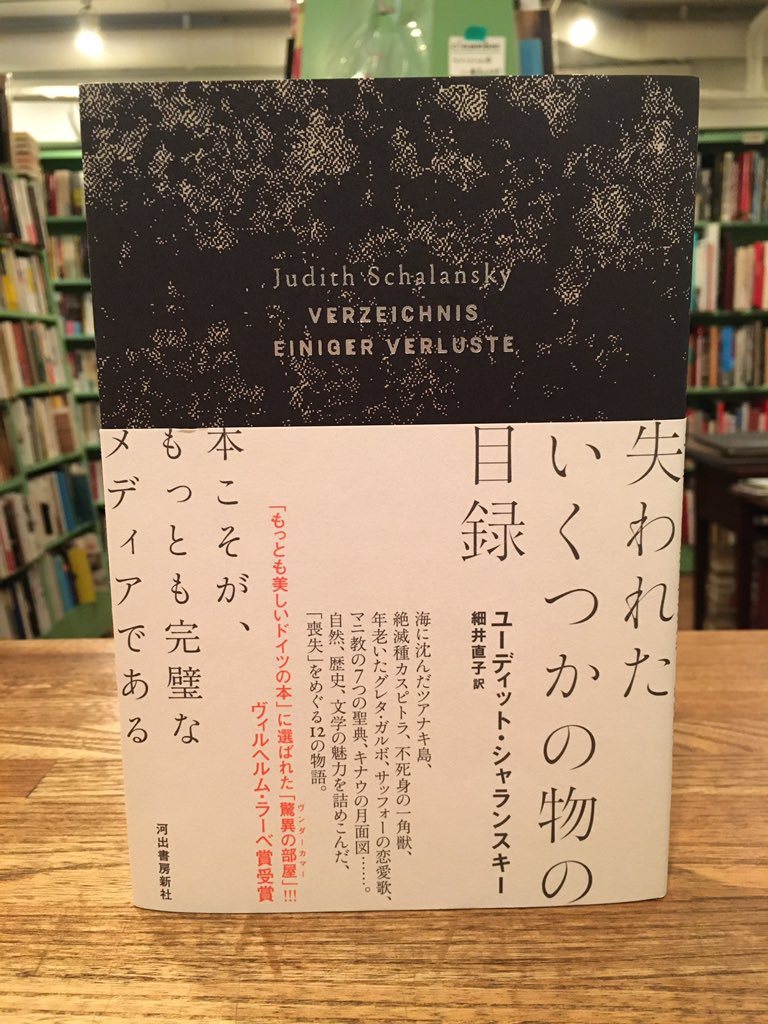 Judith Schalansky
VERZEICHNIS
EINIGER VERLUSTE
失われた
いくつかの物の
目録
ユーディット・シャランスキー
細井直子 訳
海に沈んだツアナキ島、
絶滅種カスピトラ、不死身の一角獣、
年老いたグレタ・ガルボ、サッフォーの恋愛歌、
マニ教の7つの聖典、キナウの月面図……。
自然、歴史、文学の魅力を詰めこんだ、
「喪失」をめぐる12の物語。
「もっとも美しいドイツの本」に選ばれた「驚異の部屋」!!!
ヴンダーカマー
ヴィルヘルム・ラーベ賞受賞
本こそが、
もっとも完璧な
メディアである
河出書房新社